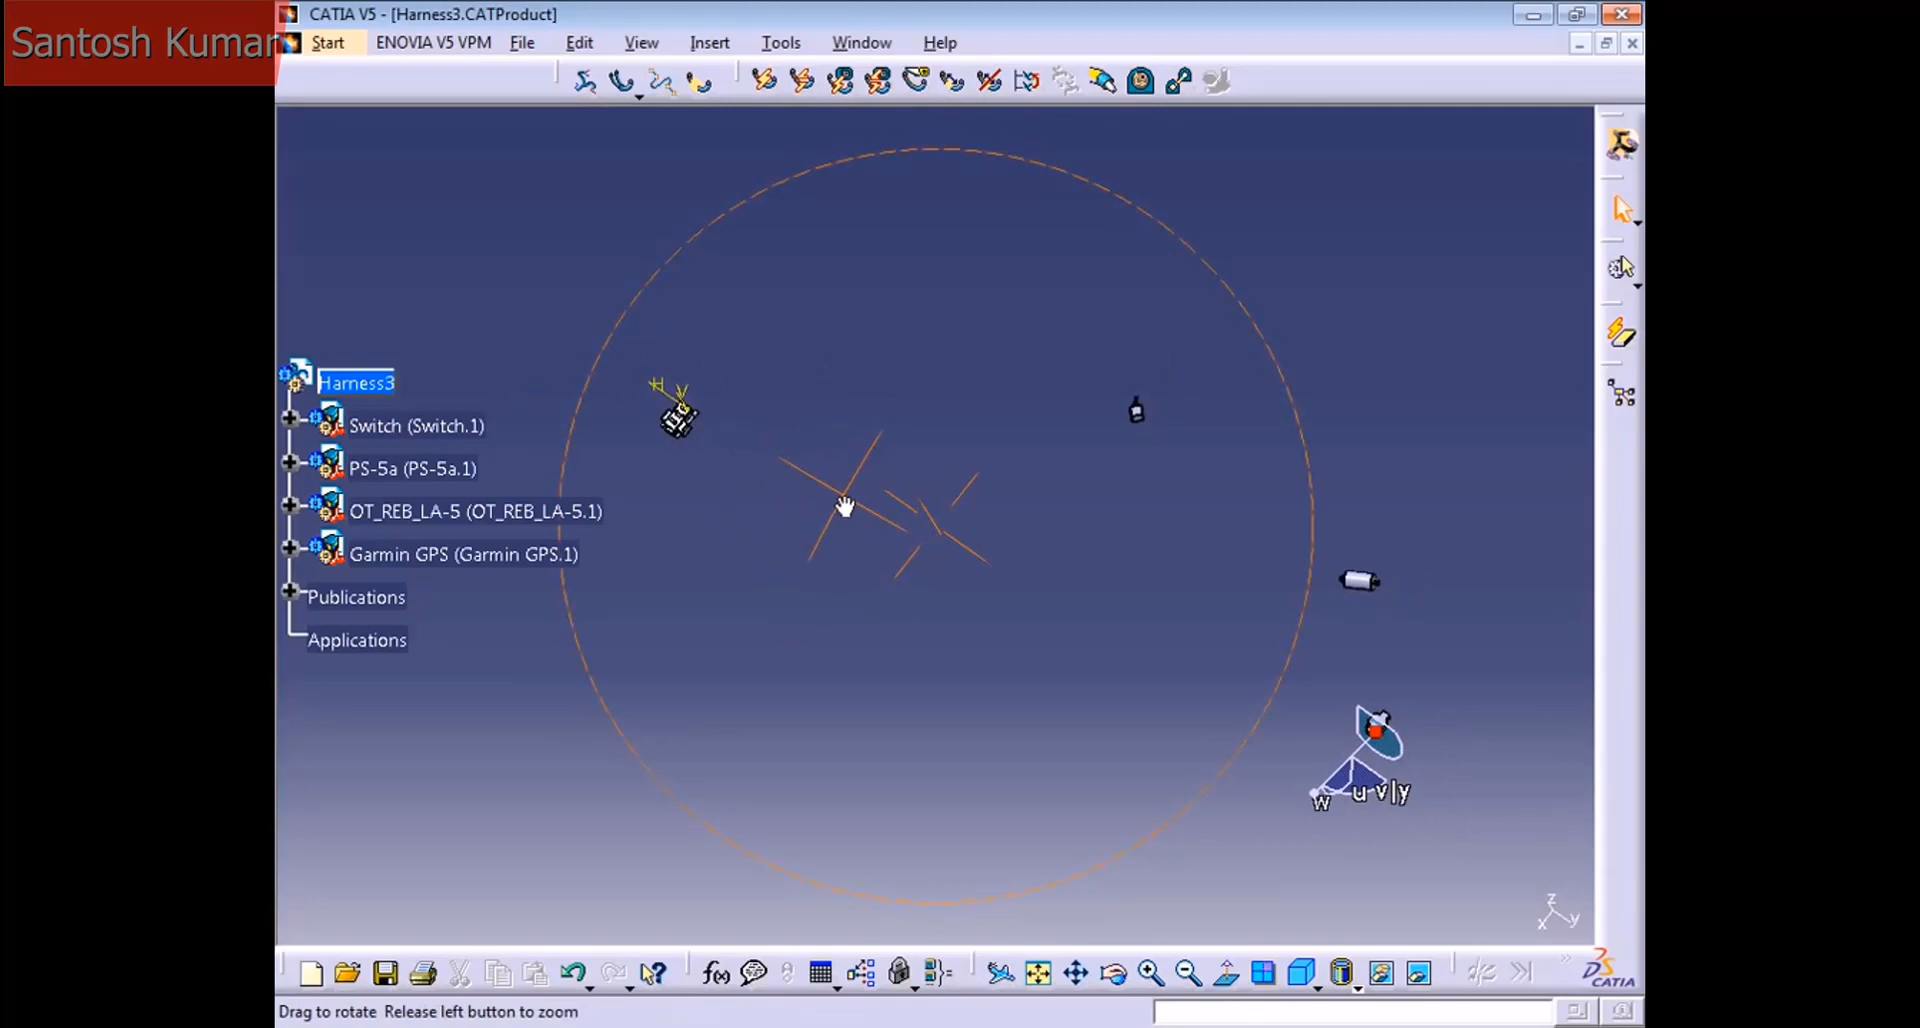 Santosh Kumar
CATIA V5 - [Harness3.CATProduct]
Start ENOVIA V5 VPM File Edit View Insert Tools Window Help
H
V
Harness3
Switch (Switch.1)
PS-5a (PS-5a.1)
OT_REB_LA-5 (OT_REB_LA-5.1)
Garmin GPS (Garmin GPS.1)
Publications
Applications
w u v|y
z
x y
f(x)
DS
CATIA
Drag to rotate Release left button to zoom